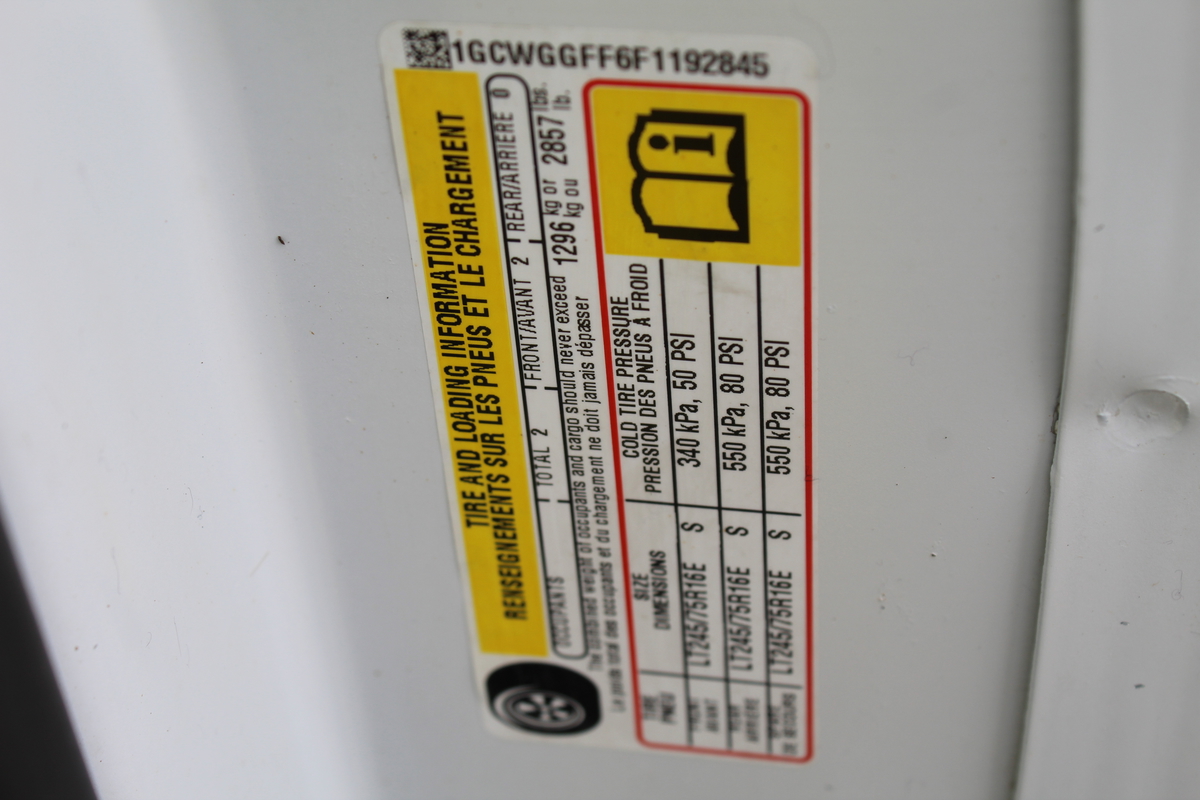 1GCWGGFF6F1192845
TIRE AND LOADING INFORMATION
RENSEIGNEMENTS SUR LES PNEUS ET LE CHARGEMENT
OCCUPANTS TOTAL 2 FRONT/AVANT 2 REAR/ARRIÈRE 0
The combined weight of occupants and cargo should never exceed 1296 kg or 2857 lbs.
Le poids total des occupants et du chargement ne doit jamais dépasser kg ou lb.
TIRE SIZE COLD TIRE PRESSURE
PNEU DIMENSIONS PRESSION DES PNEUS À FROID
FRONT
AVANT LT245/75R16E S 340 kPa, 50 PSI
REAR
ARRIÈRE LT245/75R16E S 550 kPa, 80 PSI
SPARE
DE SECOURS LT245/75R16E S 550 kPa, 80 PSI
i